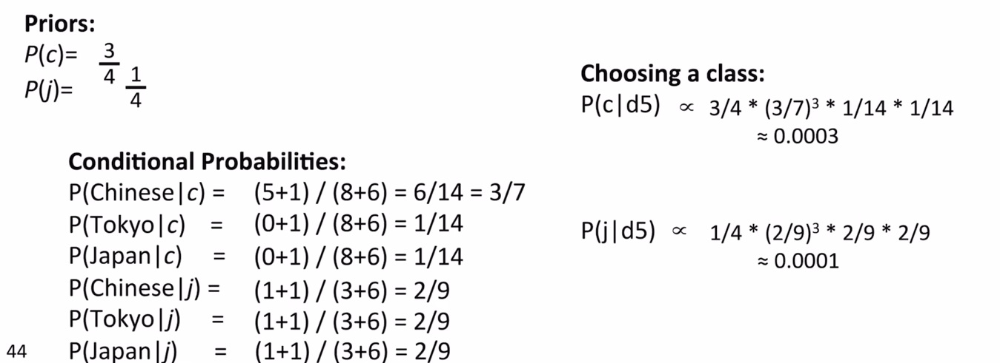 Priors:
P(c)= 3/4
P(j)= 1/4
Conditional Probabilities:
P(Chinese|c) = (5+1) / (8+6) = 6/14 = 3/7
P(Tokyo|c) = (0+1) / (8+6) = 1/14
P(Japan|c) = (0+1) / (8+6) = 1/14
P(Chinese|j) = (1+1) / (3+6) = 2/9
P(Tokyo|j) = (1+1) / (3+6) = 2/9
P(Japan|j) = (1+1) / (3+6) = 2/9
Choosing a class:
P(c|d5) ∝ 3/4 * (3/7)³ * 1/14 * 1/14
≈ 0.0003
P(j|d5) ∝ 1/4 * (2/9)³ * 2/9 * 2/9
≈ 0.0001
44